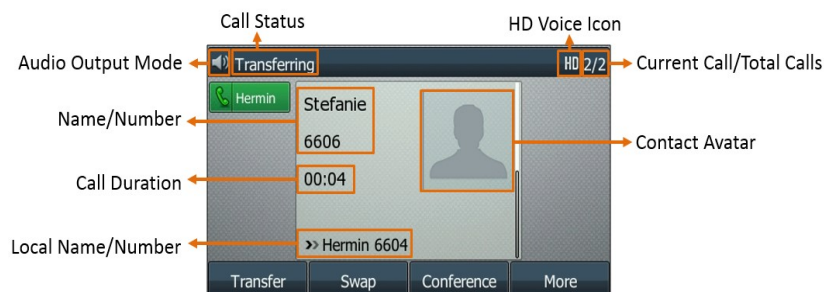 Call Status
HD Voice Icon
Audio Output Mode
Transferring
HD 2/2
Current Call/Total Calls
Hermin
Stefanie
6606
Name/Number
Contact Avatar
00:04
Call Duration
Local Name/Number
>> Hermin 6604
Transfer
Swap
Conference
More